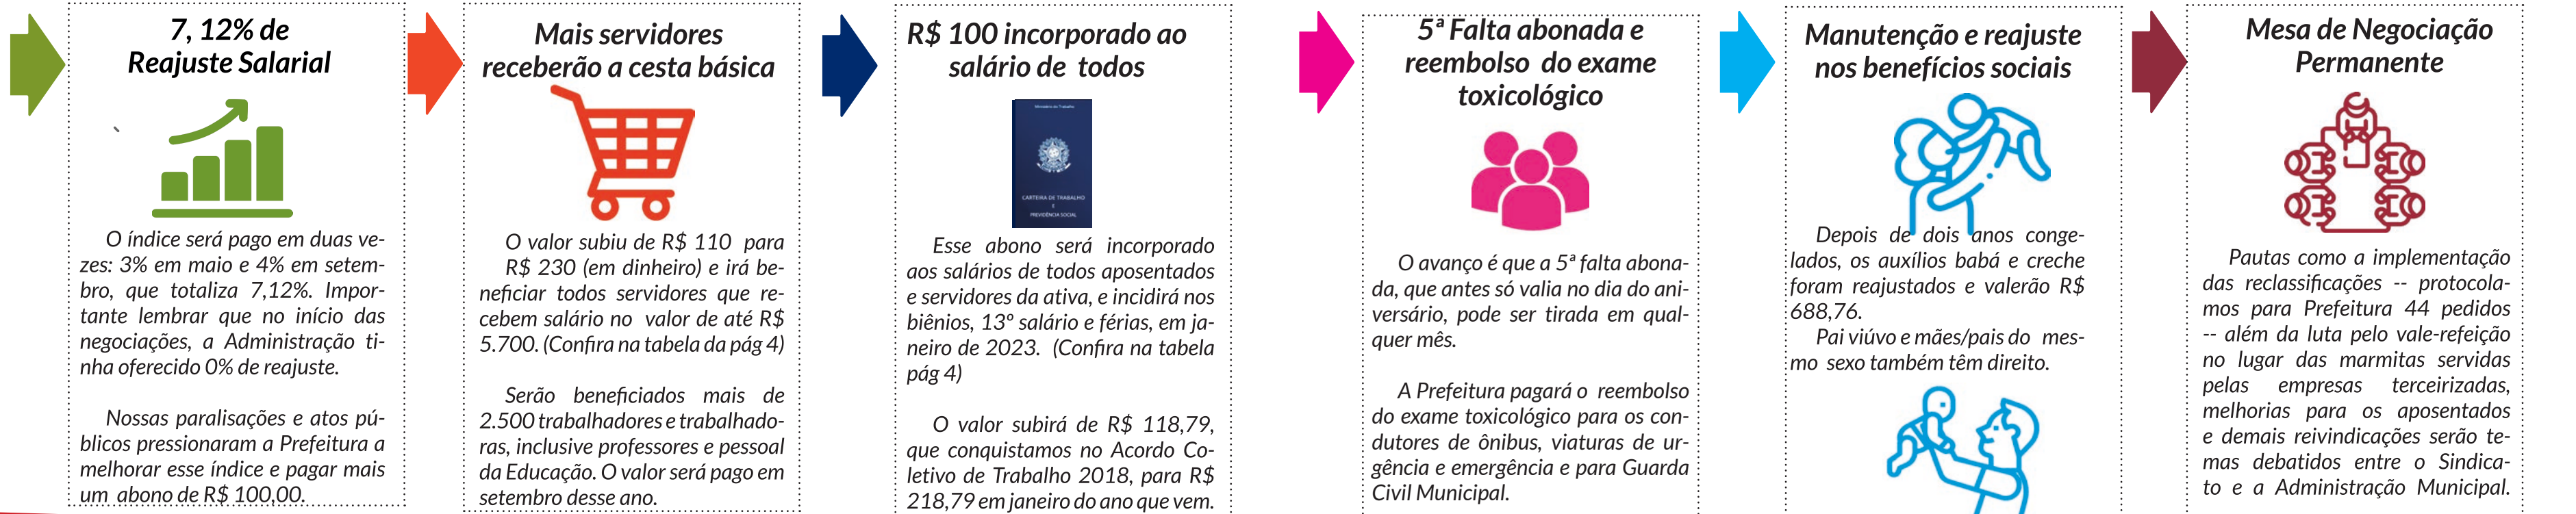 7, 12% de
Reajuste Salarial
O índice será pago em duas ve-
zes: 3% em maio e 4% em setem-
bro, que totaliza 7,12%. Impor-
tante lembrar que no início das
negociações, a Administração ti-
nha oferecido 0% de reajuste.
Nossas paralisações e atos pú-
blicos pressionaram a Prefeitura a
melhorar esse índice e pagar mais
um abono de R$ 100,00.
Mais servidores
receberão a cesta básica
O valor subiu de R$ 110 para
R$ 230 (em dinheiro) e irá be-
neficiar todos servidores que re-
cebem salário no valor de até R$
5.700. (Confira na tabela da pág 4)
Serão beneficiados mais de
2.500 trabalhadores e trabalhado-
ras, inclusive professores e pessoal
da Educação. O valor será pago em
setembro desse ano.
R$ 100 incorporado ao
salário de todos
Ministério do Trabalho
CARTEIRA DE TRABALHO
E
PREVIDÊNCIA SOCIAL
Esse abono será incorporado
aos salários de todos aposentados
e servidores da ativa, e incidirá nos
biênios, 13º salário e férias, em ja-
neiro de 2023. (Confira na tabela
pág 4)
O valor subirá de R$ 118,79,
que conquistamos no Acordo Co-
letivo de Trabalho 2018, para R$
218,79 em janeiro do ano que vem.
5ª Falta abonada e
reembolso do exame
toxicológico
O avanço é que a 5ª falta abona-
da, que antes só valia no dia do ani-
versário, pode ser tirada em qual-
quer mês.
A Prefeitura pagará o reembolso
do exame toxicológico para os con-
dutores de ônibus, viaturas de ur-
gência e emergência e para Guarda
Civil Municipal.
Manutenção e reajuste
nos benefícios sociais
Depois de dois anos conge-
lados, os auxílios babá e creche
foram reajustados e valerão R$
688,76.
Pai viúvo e mães/pais do mes-
mo sexo também têm direito.
Mesa de Negociação
Permanente
Pautas como a implementação
das reclassificações -- protocola-
mos para Prefeitura 44 pedidos
-- além da luta pelo vale-refeição
no lugar das marmitas servidas
pelas empresas terceirizadas,
melhorias para os aposentados
e demais reivindicações serão te-
mas debatidos entre o Sindica-
to e a Administração Municipal.